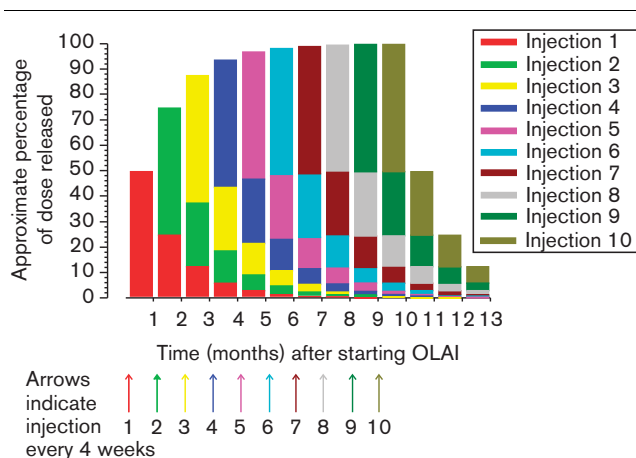 Approximate percentage
of dose released
100
90
80
70
60
50
40
30
20
10
0
1 2 3 4 5 6 7 8 9 10 11 12 13
Time (months) after starting OLAI
Injection 1
Injection 2
Injection 3
Injection 4
Injection 5
Injection 6
Injection 7
Injection 8
Injection 9
Injection 10
Arrows
indicate
injection
every 4 weeks
1 2 3 4 5 6 7 8 9 10